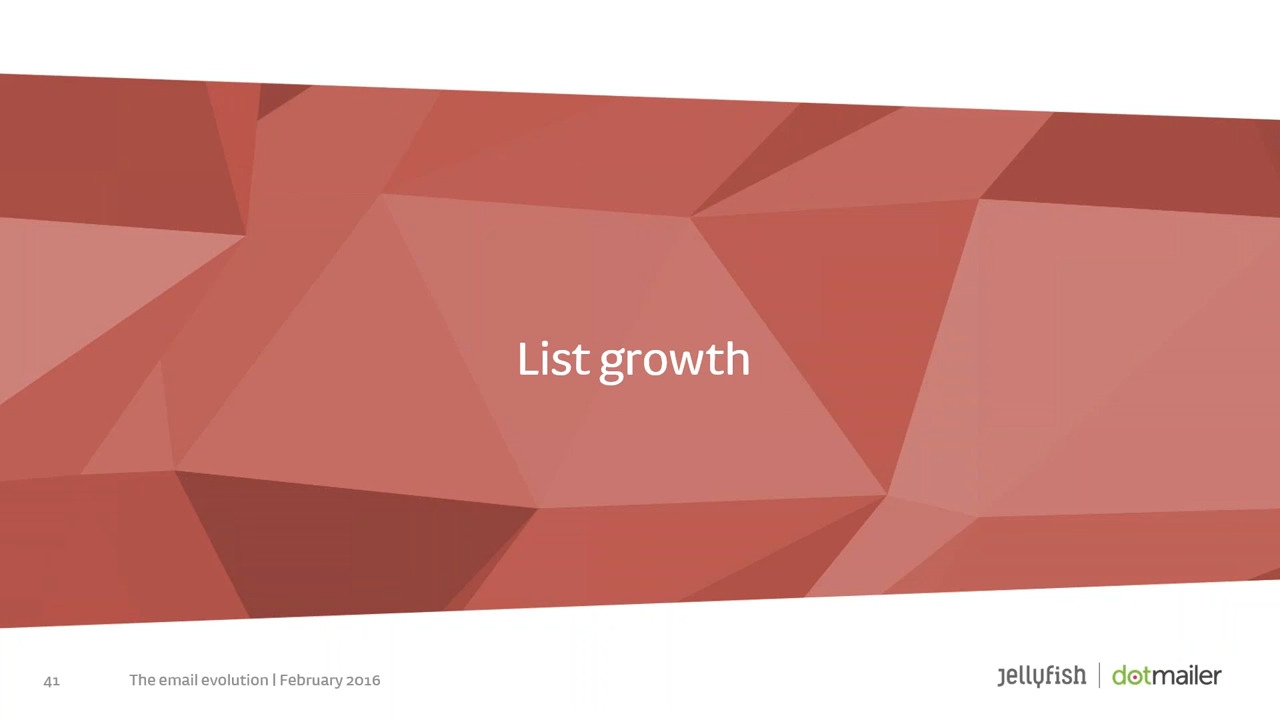 List growth
41
The email evolution | February 2016
jellyfish | dotmailer